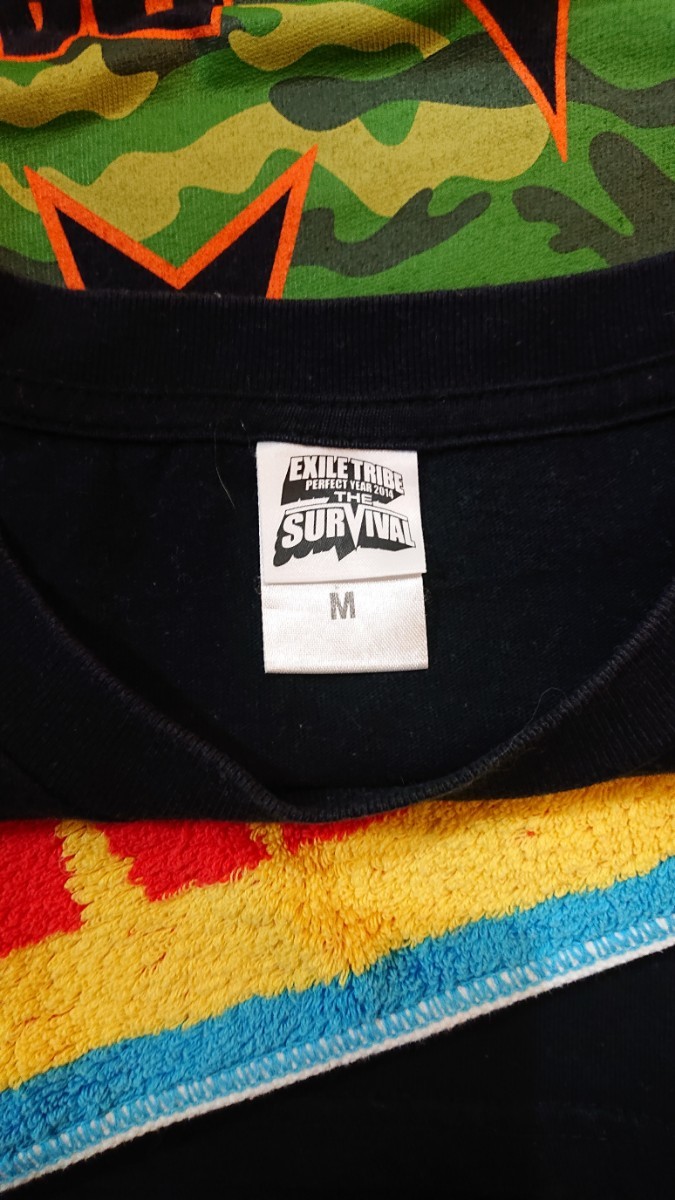 EXILE TRIBE
PERFECT YEAR 2014
THE
SURVIVAL
M